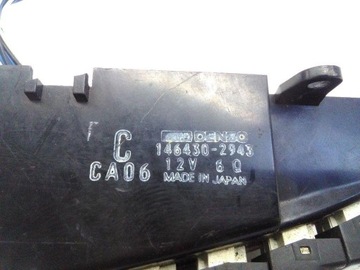 C
CA06
DENSO
146430-2943
12V 6Ω
MADE IN JAPAN